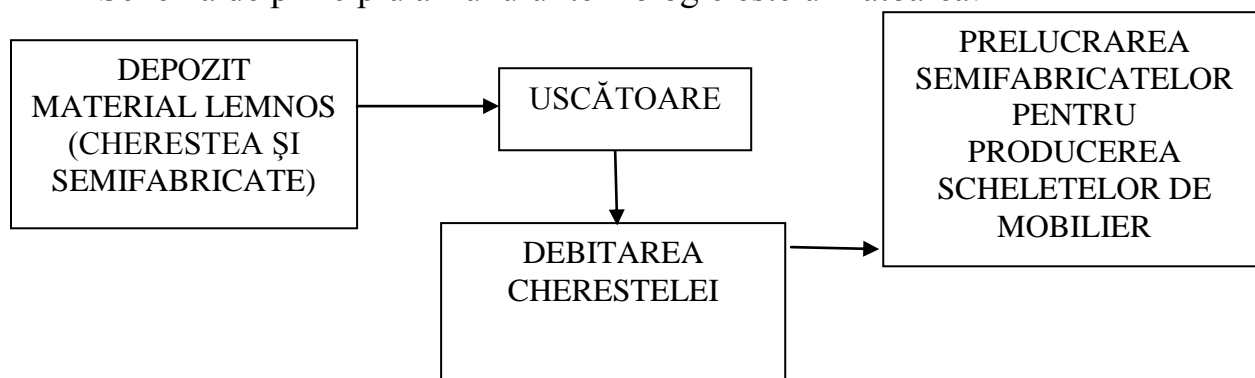 DEPOZIT
MATERIAL LEMNOS
(CHERESTEA ŞI
SEMIFABRICATE)
USCĂTOARE
DEBITAREA
CHERESTELEI
PRELUCRAREA
SEMIFABRICATELOR
PENTRU
PRODUCEREA
SCHELETELOR DE
MOBILIER